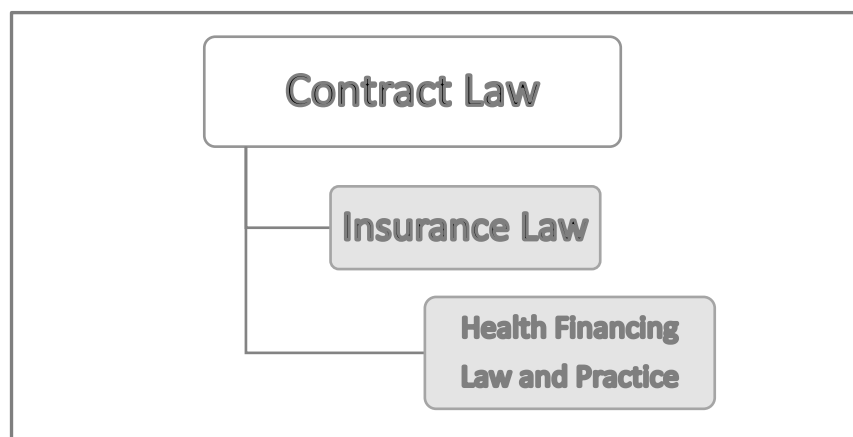 Contract Law
Insurance Law
Health Financing
Law and Practice